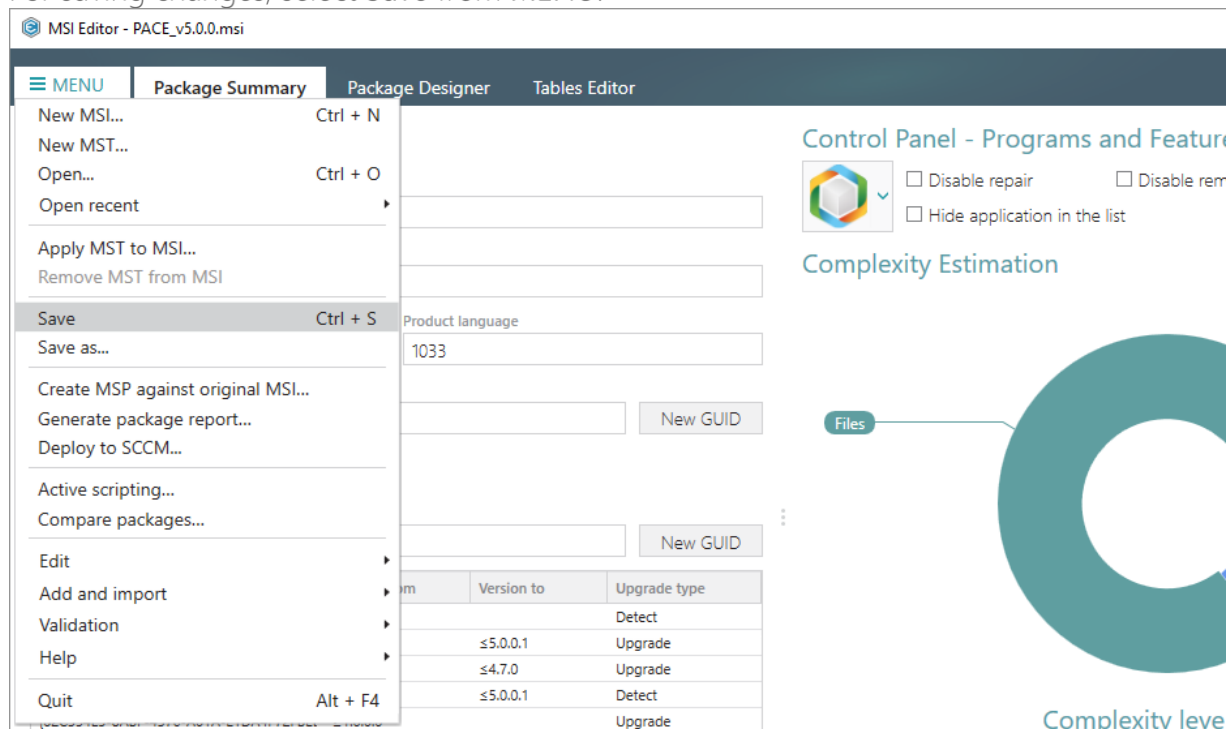 MSI Editor - PACE_v5.0.0.msi
MENU
Package Summary
Package Designer
Tables Editor
New MSI... Ctrl + N
New MST...
Open... Ctrl + O
Open recent
Apply MST to MSI...
Remove MST from MSI
Save Ctrl + S
Save as...
Create MSP against original MSI...
Generate package report...
Deploy to SCCM...
Active scripting...
Compare packages...
Edit
Add and import
Validation
Help
Quit Alt + F4
Product language
1033
New GUID
New GUID
Version to Upgrade type
Detect
≤5.0.0.1 Upgrade
≤4.7.0 Upgrade
≤5.0.0.1 Detect
Upgrade
Control Panel - Programs and Feature
Disable repair
Disable rem
Hide application in the list
Complexity Estimation
Files
Complexity leve